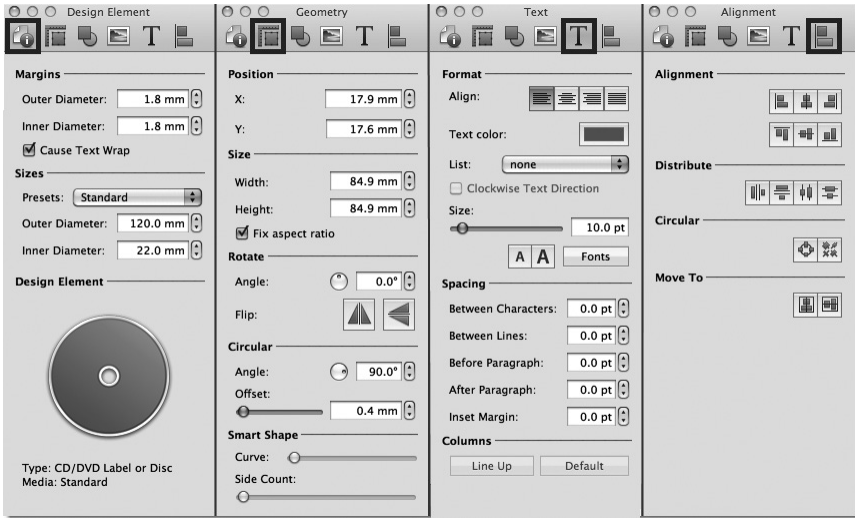 Design Element
Margins
Outer Diameter: 1.8 mm
Inner Diameter: 1.8 mm
Cause Text Wrap
Sizes
Presets: Standard
Outer Diameter: 120.0 mm
Inner Diameter: 22.0 mm
Design Element
Type: CD/DVD Label or Disc
Media: Standard
Geometry
Position
X: 17.9 mm
Y: 17.6 mm
Size
Width: 84.9 mm
Height: 84.9 mm
Fix aspect ratio
Rotate
Angle: 0.0°
Flip:
Circular
Angle: 90.0°
Offset:
0.4 mm
Smart Shape
Curve:
Side Count:
Text
Format
Align:
Text color:
List: none
Clockwise Text Direction
Size:
10.0 pt
A A Fonts
Spacing
Between Characters: 0.0 pt
Between Lines: 0.0 pt
Before Paragraph: 0.0 pt
After Paragraph: 0.0 pt
Inset Margin: 0.0 pt
Columns
Line Up Default
Alignment
Alignment
Distribute
Circular
Move To